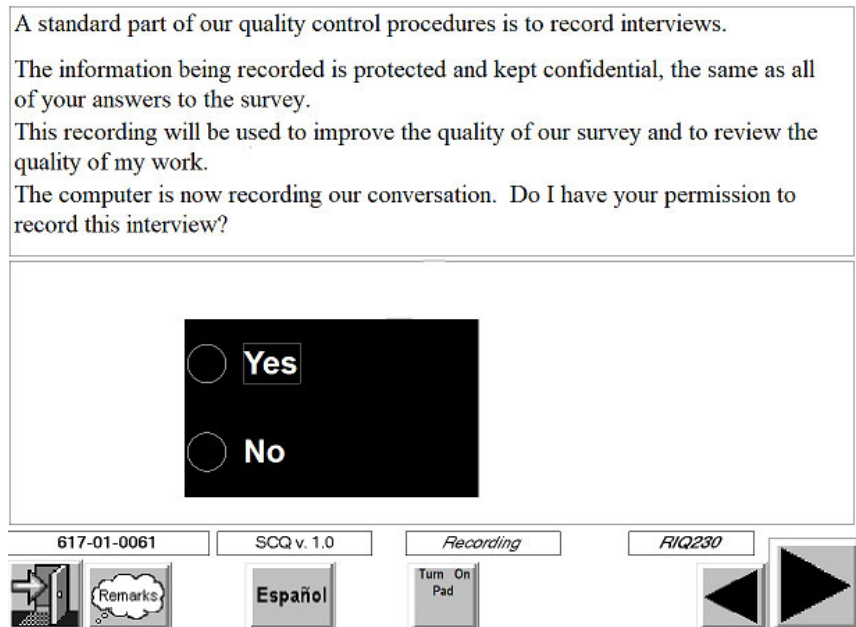 A standard part of our quality control procedures is to record interviews.
The information being recorded is protected and kept confidential, the same as all
of your answers to the survey.
This recording will be used to improve the quality of our survey and to review the
quality of my work.
The computer is now recording our conversation.  Do I have your permission to
record this interview?
Yes
No
617-01-0061
SCQ v. 1.0
Recording
RIQ230
Remarks
Español
Turn On
Pad